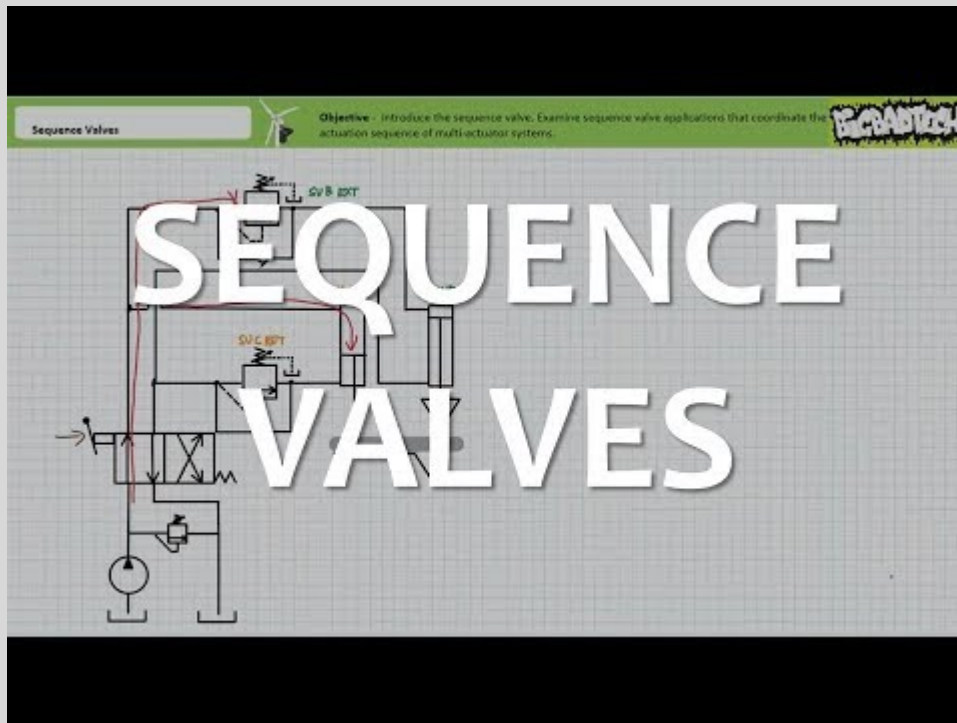 Sequence Valves
Objective - introduce the sequence valve. Examine sequence valve applications that coordinate the
actuation sequence of multi-actuator systems.
BIGBADTECH
SV B EXT
SEQUENCE
SV C RET
VALVES